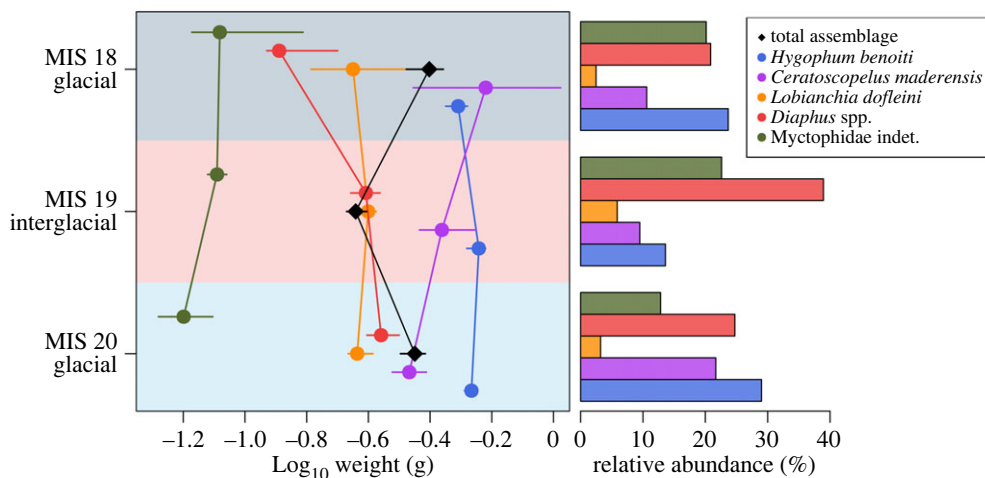 MIS 18
glacial
MIS 19
interglacial
MIS 20
glacial
–1.2 –1.0 –0.8 –0.6 –0.4 –0.2 0
Log10 weight (g)
0 10 20 30 40
relative abundance (%)
total assemblage
Hygophum benoiti
Ceratoscopelus maderensis
Lobianchia dofleini
Diaphus spp.
Myctophidae indet.